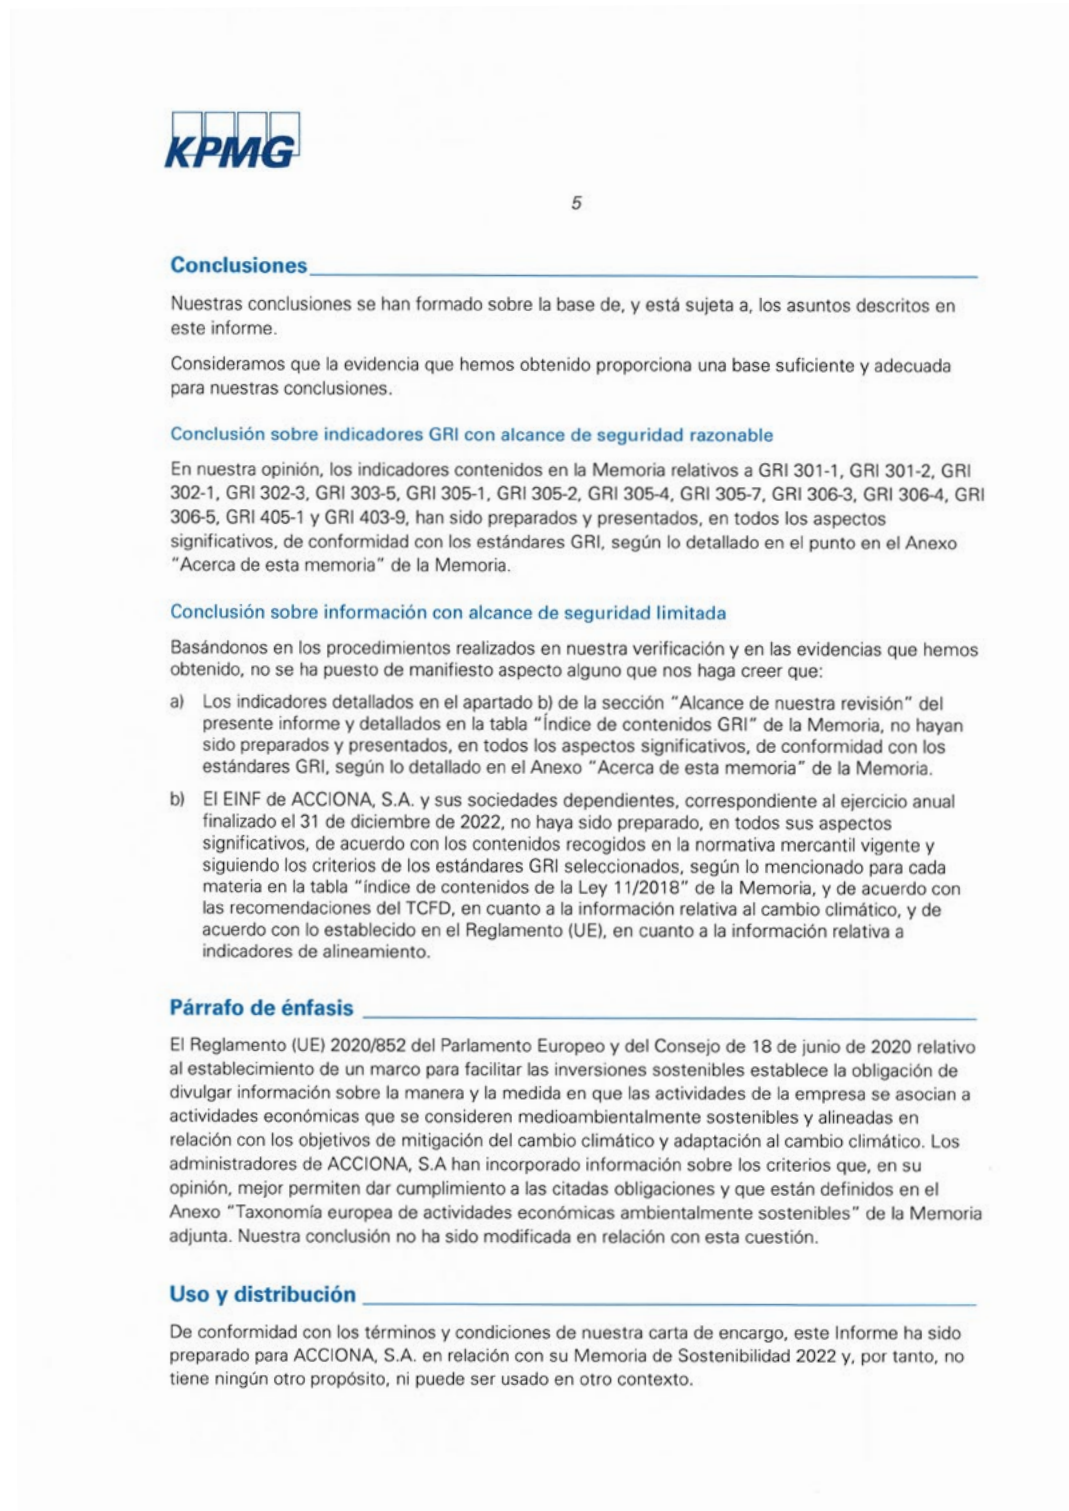 KPMG
5
Conclusiones
Nuestras conclusiones se han formado sobre la base de, y está sujeta a, los asuntos descritos en
este informe.
Consideramos que la evidencia que hemos obtenido proporciona una base suficiente y adecuada
para nuestras conclusiones.
Conclusión sobre indicadores GRI con alcance de seguridad razonable
En nuestra opinión, los indicadores contenidos en la Memoria relativos a GRI 301-1, GRI 301-2, GRI
302-1, GRI 302-3, GRI 303-5, GRI 305-1, GRI 305-2, GRI 305-4, GRI 305-7, GRI 306-3, GRI 306-4, GRI
306-5, GRI 405-1 y GRI 403-9, han sido preparados y presentados, en todos los aspectos
significativos, de conformidad con los estándares GRI, según lo detallado en el punto en el Anexo
"Acerca de esta memoria" de la Memoria.
Conclusión sobre información con alcance de seguridad limitada
Basándonos en los procedimientos realizados en nuestra verificación y en las evidencias que hemos
obtenido, no se ha puesto de manifiesto aspecto alguno que nos haga creer que:
a) Los indicadores detallados en el apartado b) de la sección "Alcance de nuestra revisión" del
presente informe y detallados en la tabla "Índice de contenidos GRI" de la Memoria, no hayan
sido preparados y presentados, en todos los aspectos significativos, de conformidad con los
estándares GRI, según lo detallado en el Anexo "Acerca de esta memoria" de la Memoria.
b) El EINF de ACCIONA, S.A. y sus sociedades dependientes, correspondiente al ejercicio anual
finalizado el 31 de diciembre de 2022, no haya sido preparado, en todos sus aspectos
significativos, de acuerdo con los contenidos recogidos en la normativa mercantil vigente y
siguiendo los criterios de los estándares GRI seleccionados, según lo mencionado para cada
materia en la tabla "índice de contenidos de la Ley 11/2018" de la Memoria, y de acuerdo con
las recomendaciones del TCFD, en cuanto a la información relativa al cambio climático, y de
acuerdo con lo establecido en el Reglamento (UE), en cuanto a la información relativa a
indicadores de alineamiento.
Párrafo de énfasis
El Reglamento (UE) 2020/852 del Parlamento Europeo y del Consejo de 18 de junio de 2020 relativo
al establecimiento de un marco para facilitar las inversiones sostenibles establece la obligación de
divulgar información sobre la manera y la medida en que las actividades de la empresa se asocian a
actividades económicas que se consideren medioambientalmente sostenibles y alineadas en
relación con los objetivos de mitigación del cambio climático y adaptación al cambio climático. Los
administradores de ACCIONA, S.A han incorporado información sobre los criterios que, en su
opinión, mejor permiten dar cumplimiento a las citadas obligaciones y que están definidos en el
Anexo "Taxonomía europea de actividades económicas ambientalmente sostenibles" de la Memoria
adjunta. Nuestra conclusión no ha sido modificada en relación con esta cuestión.
Uso y distribución
De conformidad con los términos y condiciones de nuestra carta de encargo, este Informe ha sido
preparado para ACCIONA, S.A. en relación con su Memoria de Sostenibilidad 2022 y, por tanto, no
tiene ningún otro propósito, ni puede ser usado en otro contexto.